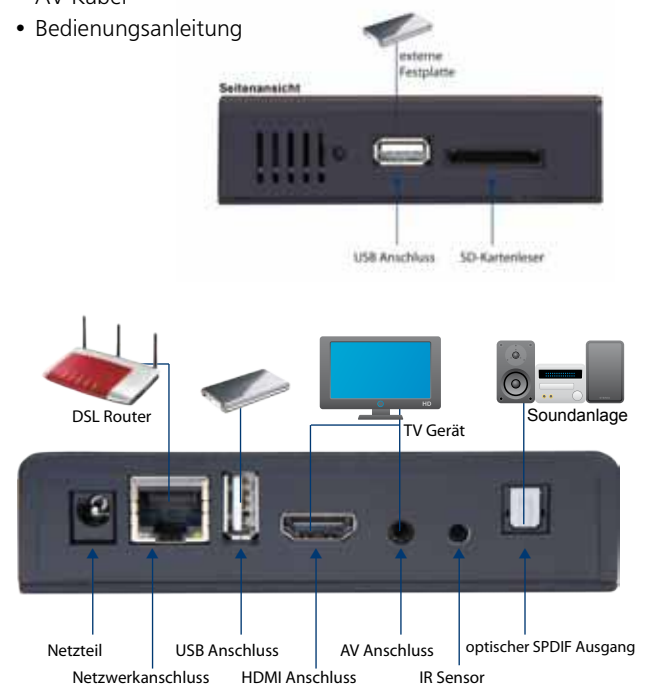 AV-Kabel
• Bedienungsanleitung
externe
Festplatte
Seitenansicht
USB Anschluss SD-Kartenleser
DSL Router
TV Gerät
Soundanlage
HD
Netzteil USB Anschluss AV Anschluss optischer SPDIF Ausgang
Netzwerkanschluss HDMI Anschluss IR Sensor